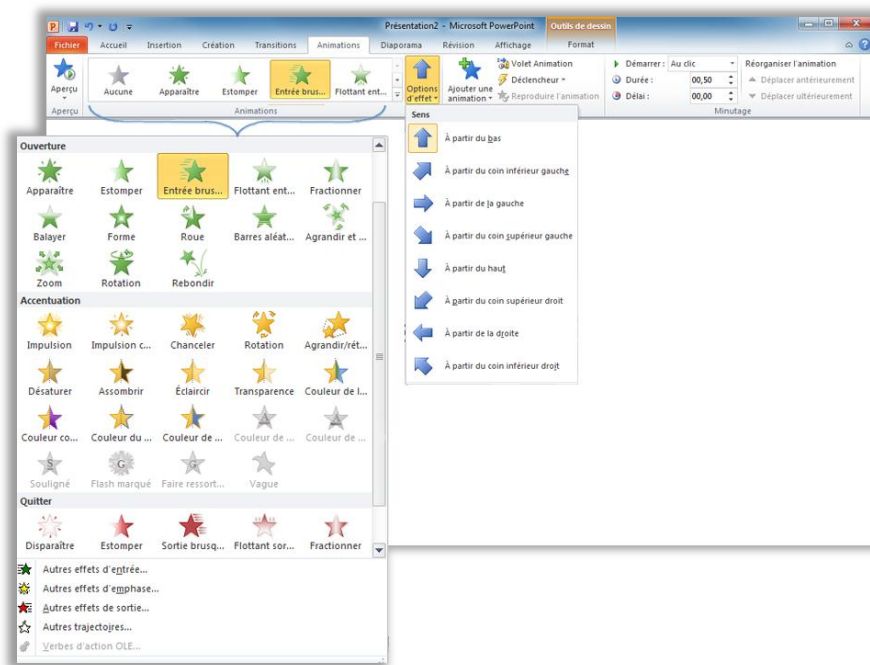 Présentation2 - Microsoft PowerPoint Outils de dessin
Fichier Accueil Insertion Création Transitions Animations Diaporama Révision Affichage Format
Aperçu
Aucune Apparaître Estomper Entrée brus... Flottant ent...
Options d'effet
Ajouter une animation
Volet Animation
Déclencheur
Reproduire l'animation
Démarrer : Au clic
Durée : 00,50
Délai : 00,00
Réorganiser l'animation
Déplacer antérieurement
Déplacer ultérieurement
Aperçu Animations Minutage
Sens
À partir du bas
À partir du coin inférieur gauche
À partir de la gauche
À partir du coin supérieur gauche
À partir du haut
À partir du coin supérieur droit
À partir de la droite
À partir du coin inférieur droit
Ouverture
Apparaître Estomper Entrée brus... Flottant ent... Fractionner
Balayer Forme Roue Barres aléat... Agrandir et ...
Zoom Rotation Rebondir
Accentuation
Impulsion Impulsion c... Chanceler Rotation Agrandir/rét...
Désaturer Assombrir Éclaircir Transparence Couleur de l...
Couleur co... Couleur du ... Couleur de ... Couleur de ... Couleur de ...
Souligné Flash marqué Faire ressort... Vague
Quitter
Disparaître Estomper Sortie brusq... Flottant sor... Fractionner
Autres effets d'entrée...
Autres effets d'emphase...
Autres effets de sortie...
Autres trajectoires...
Verbes d'action OLE...